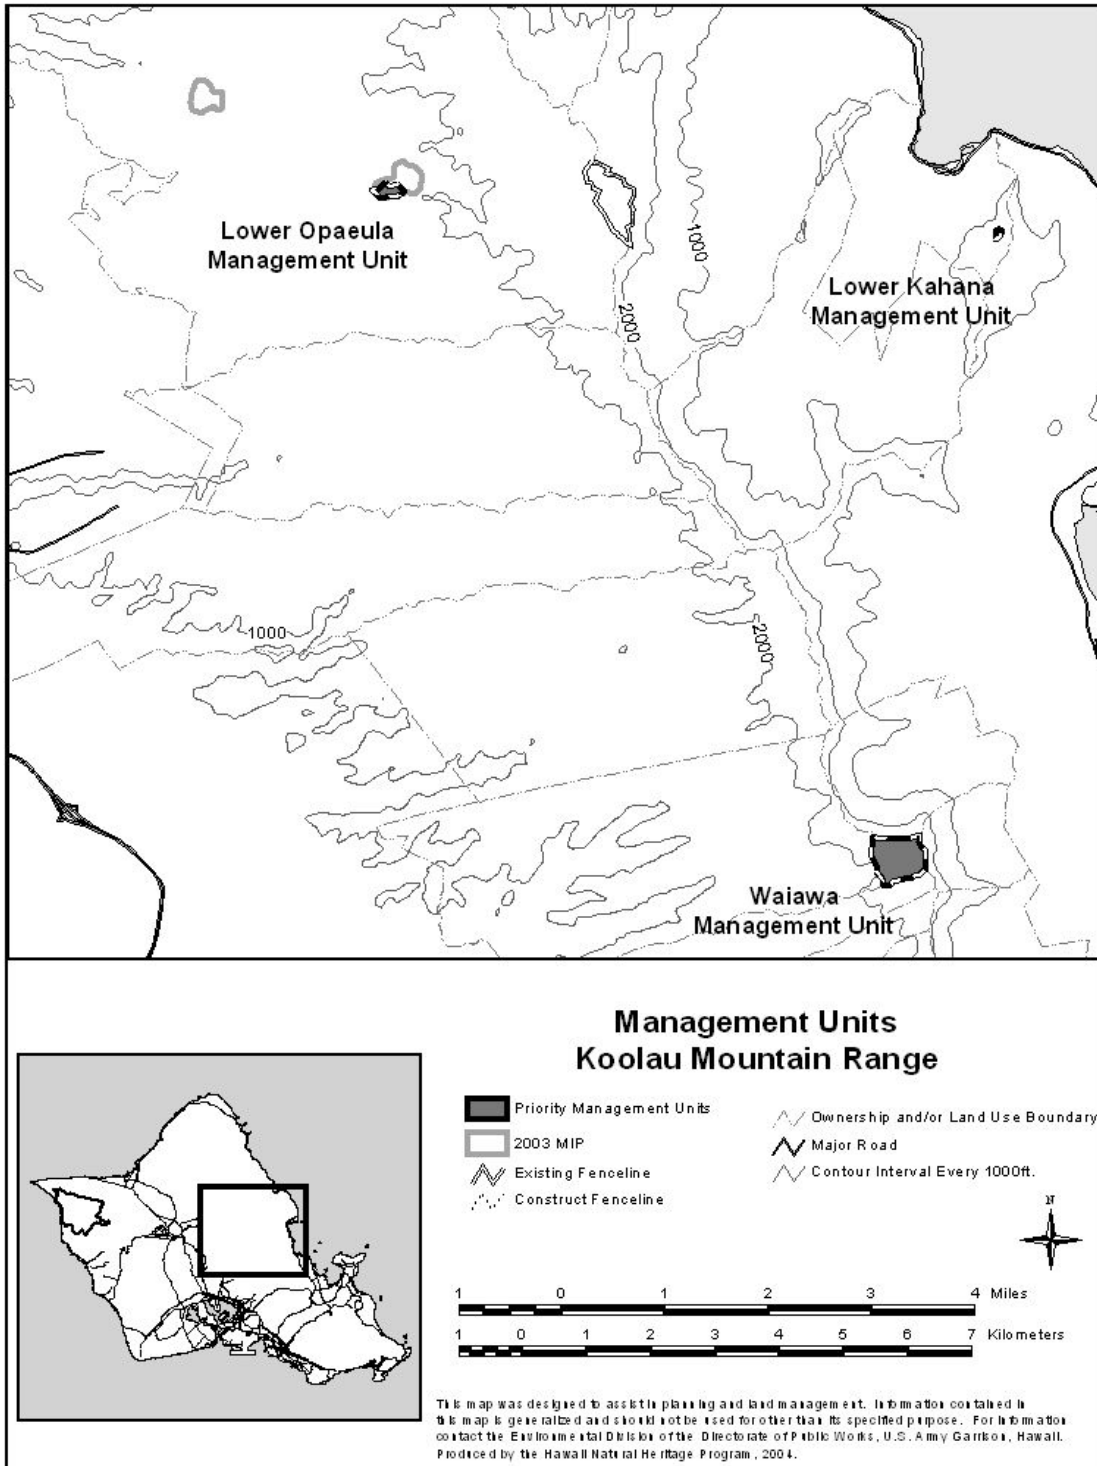 Lower Opaeula
Management Unit
1000
2000
Lower Kahana
Management Unit
1000
2000
Waiawa
Management Unit
Management Units
Koolau Mountain Range
Priority Management Units
2003 MIP
Existing Fenceline
Construct Fenceline
Ownership and/or Land Use Boundary
Major Road
Contour Interval Every 1000ft.
N
1 0 1 2 3 4 Miles
1 0 1 2 3 4 5 6 7 Kilometers
This map was designed to assist in planning and land management. Information contained in
this map is generalized and should not be used for other than its specified purpose. For information
contact the Environmental Division of the Directorate of Public Works, U.S. Army Garrison, Hawaii.
Produced by the Hawaii Natural Heritage Program, 2004.